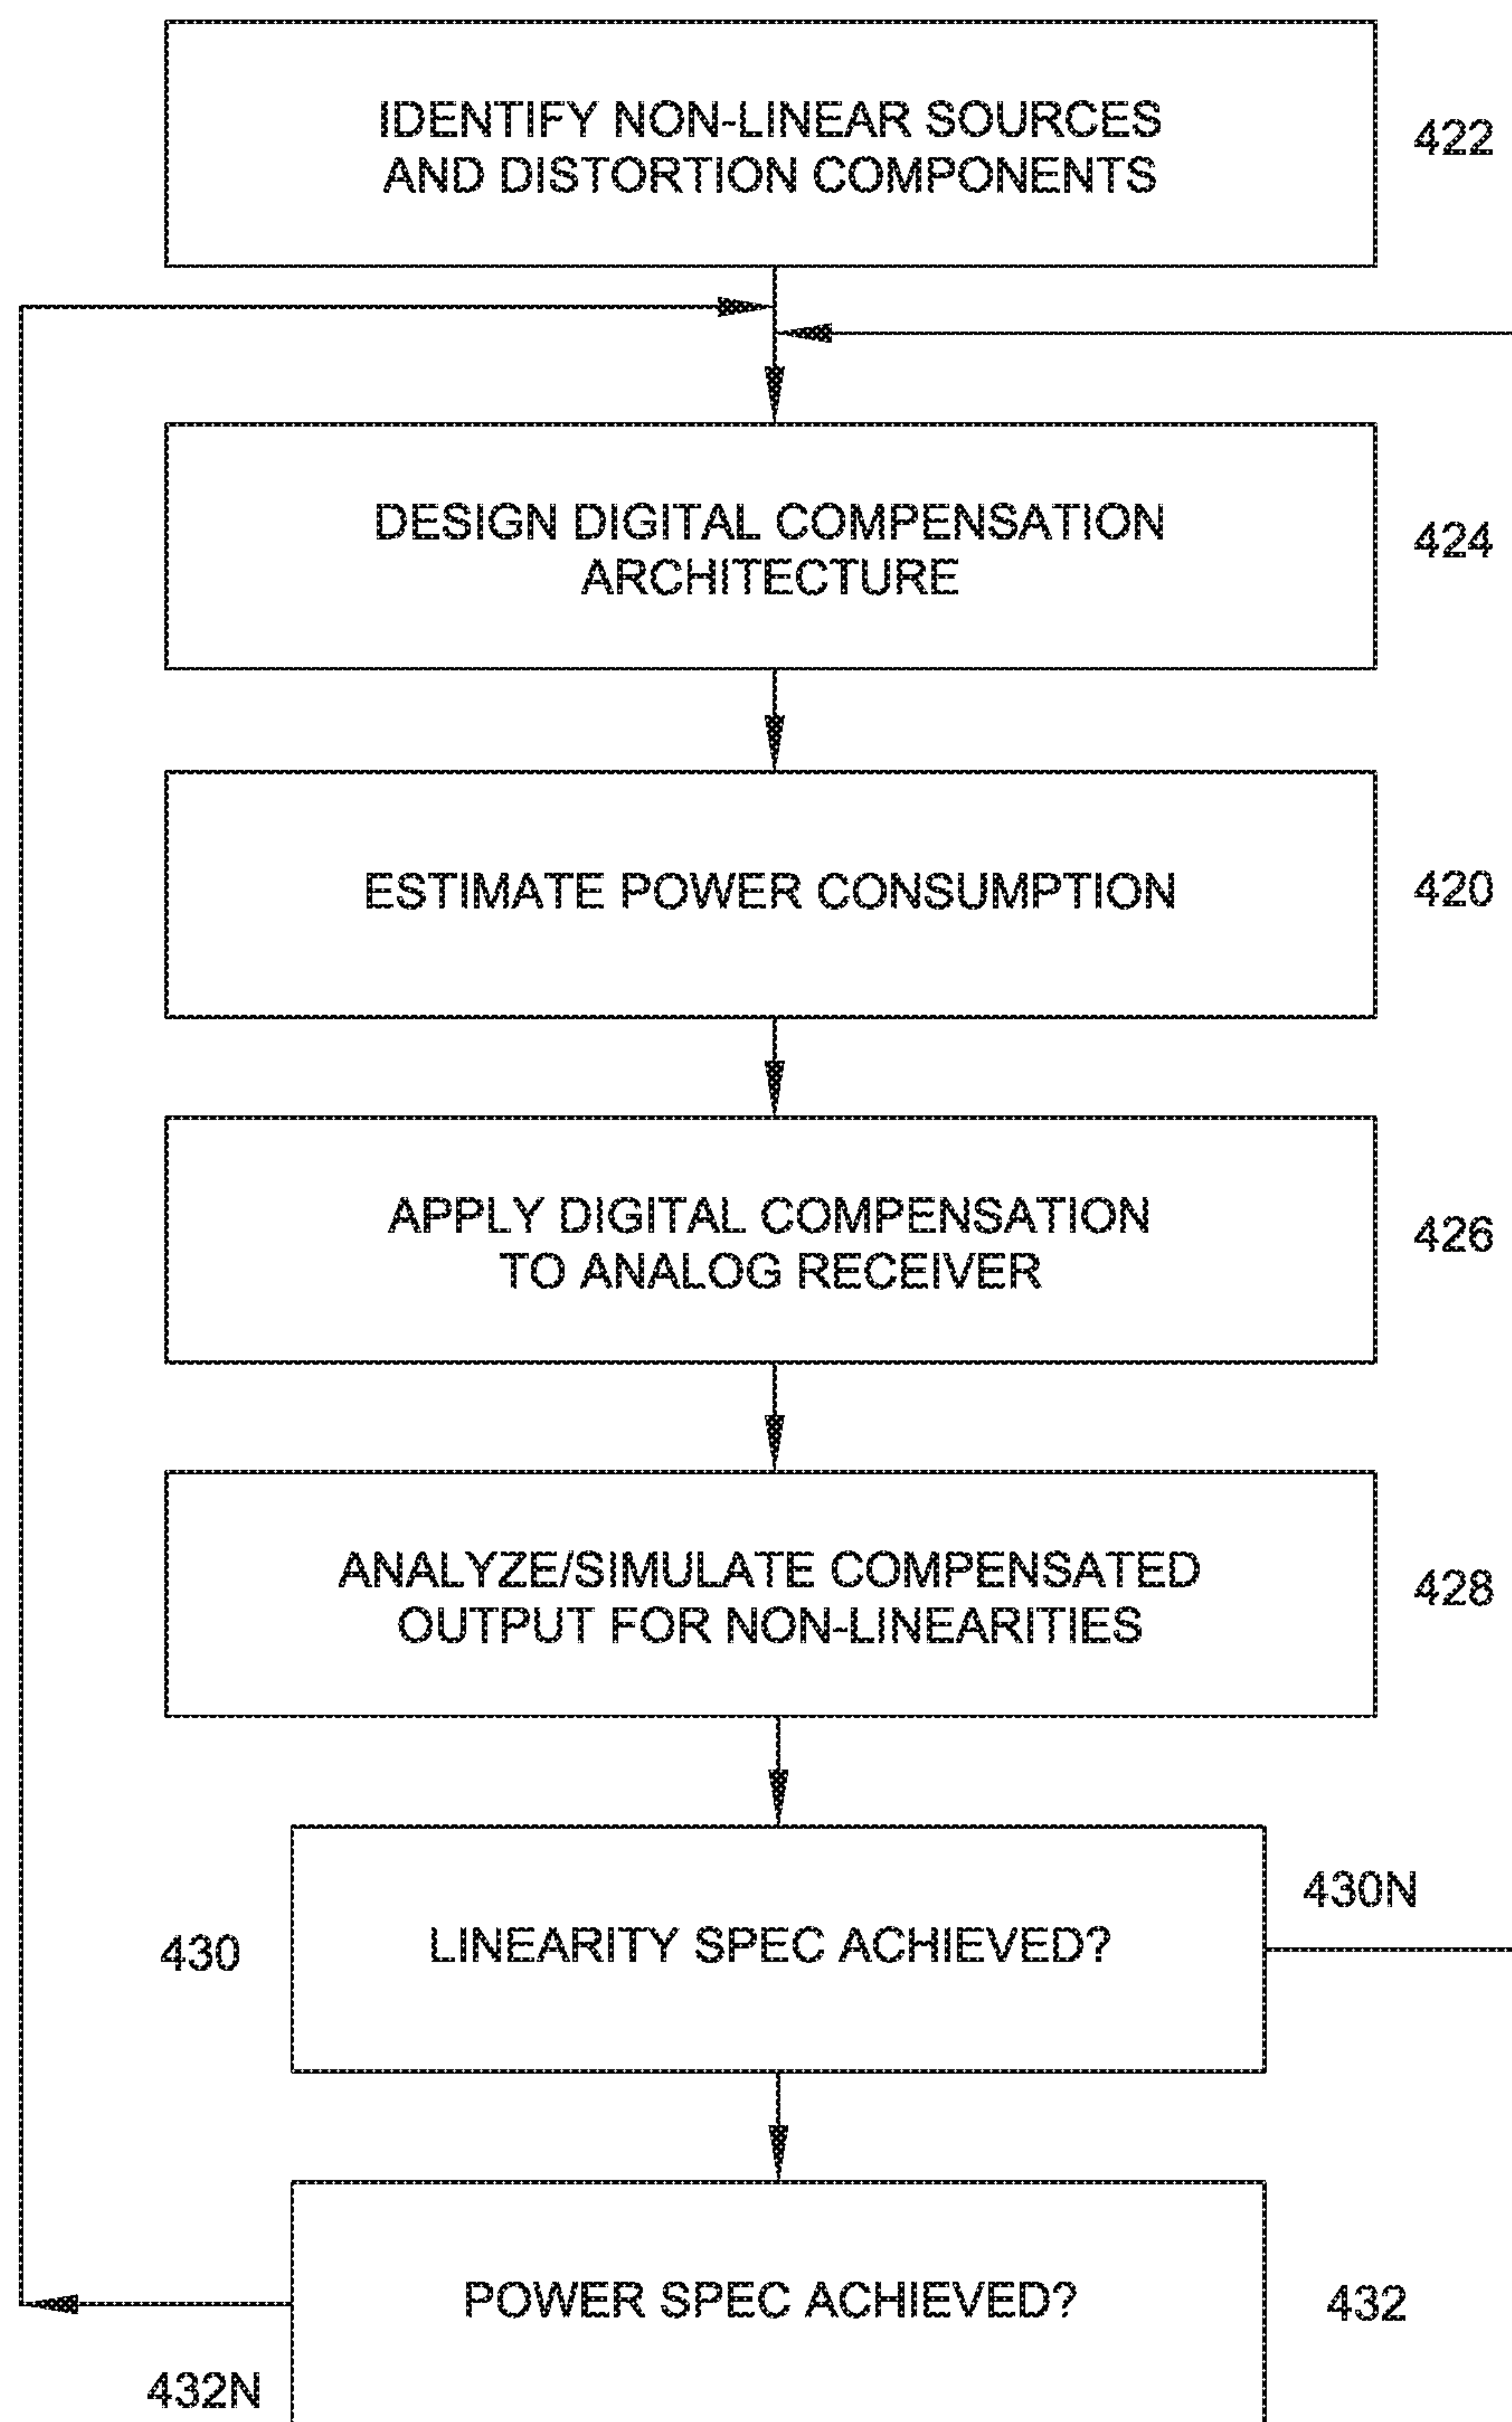 IDENTIFY NON-LINEAR SOURCES
AND DISTORTION COMPONENTS
422
DESIGN DIGITAL COMPENSATION
ARCHITECTURE
424
ESTIMATE POWER CONSUMPTION
420
APPLY DIGITAL COMPENSATION
TO ANALOG RECEIVER
426
ANALYZE/SIMULATE COMPENSATED
OUTPUT FOR NON-LINEARITIES
428
430N
430
LINEARITY SPEC ACHIEVED?
POWER SPEC ACHIEVED?
432
432N